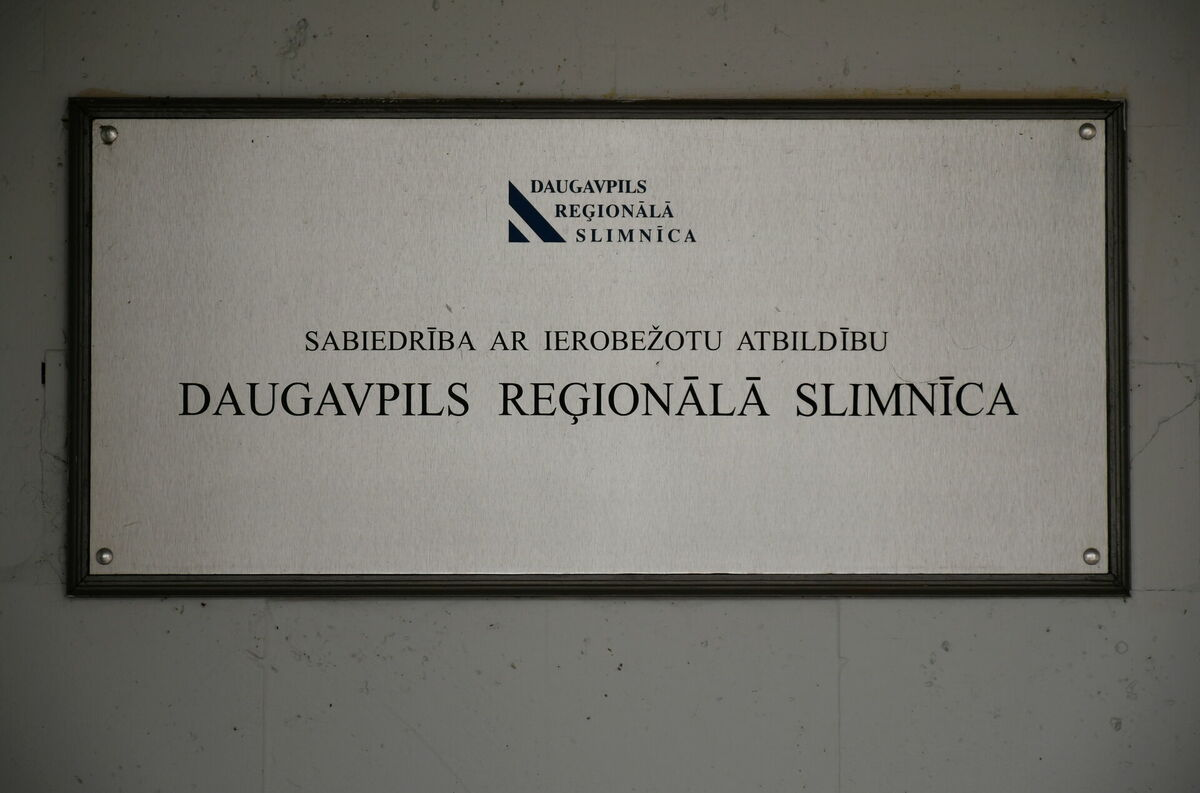 DAUGAVPILS
REĢIONĀLĀ
SLIMNĪCA
SABIEDRĪBA AR IEROBEŽOTU ATBILDĪBU
DAUGAVPILS REĢIONĀLĀ SLIMNĪCA